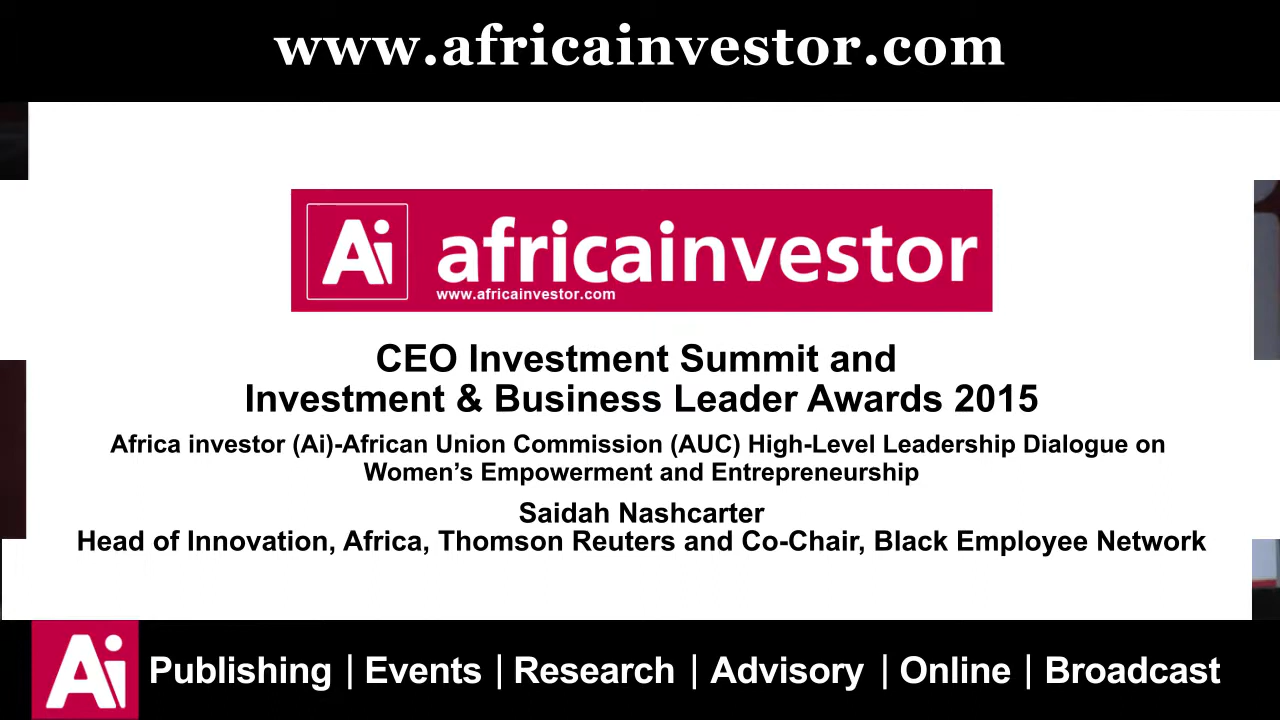 www.africainvestor.com
Ai africainvestor
www.africainvestor.com
CEO Investment Summit and
Investment & Business Leader Awards 2015
Africa investor (Ai)-African Union Commission (AUC) High-Level Leadership Dialogue on
Women’s Empowerment and Entrepreneurship
Saidah Nashcarter
Head of Innovation, Africa, Thomson Reuters and Co-Chair, Black Employee Network
Ai Publishing | Events | Research | Advisory | Online | Broadcast